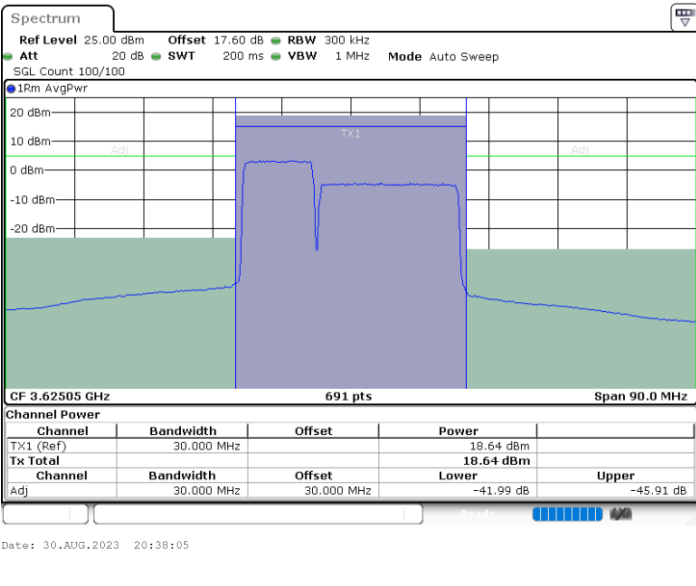 Spectrum
Ref Level 25.00 dBm Offset 17.60 dB RBW 300 kHz
Att 20 dB SWT 200 ms VBW 1 MHz Mode Auto Sweep
SGL Count 100/100
1Rm AvgPwr
20 dBm
TX1
10 dBm
Adj Adj
0 dBm
-10 dBm
-20 dBm
CF 3.62505 GHz 691 pts Span 90.0 MHz
Channel Power
Channel Bandwidth Offset Power
TX1 (Ref) 30.000 MHz 18.64 dBm
Tx Total 18.64 dBm
Channel Bandwidth Offset Lower Upper
Adj 30.000 MHz 30.000 MHz -41.99 dB -45.91 dB
Ready
Date: 30.AUG.2023 20:38:05